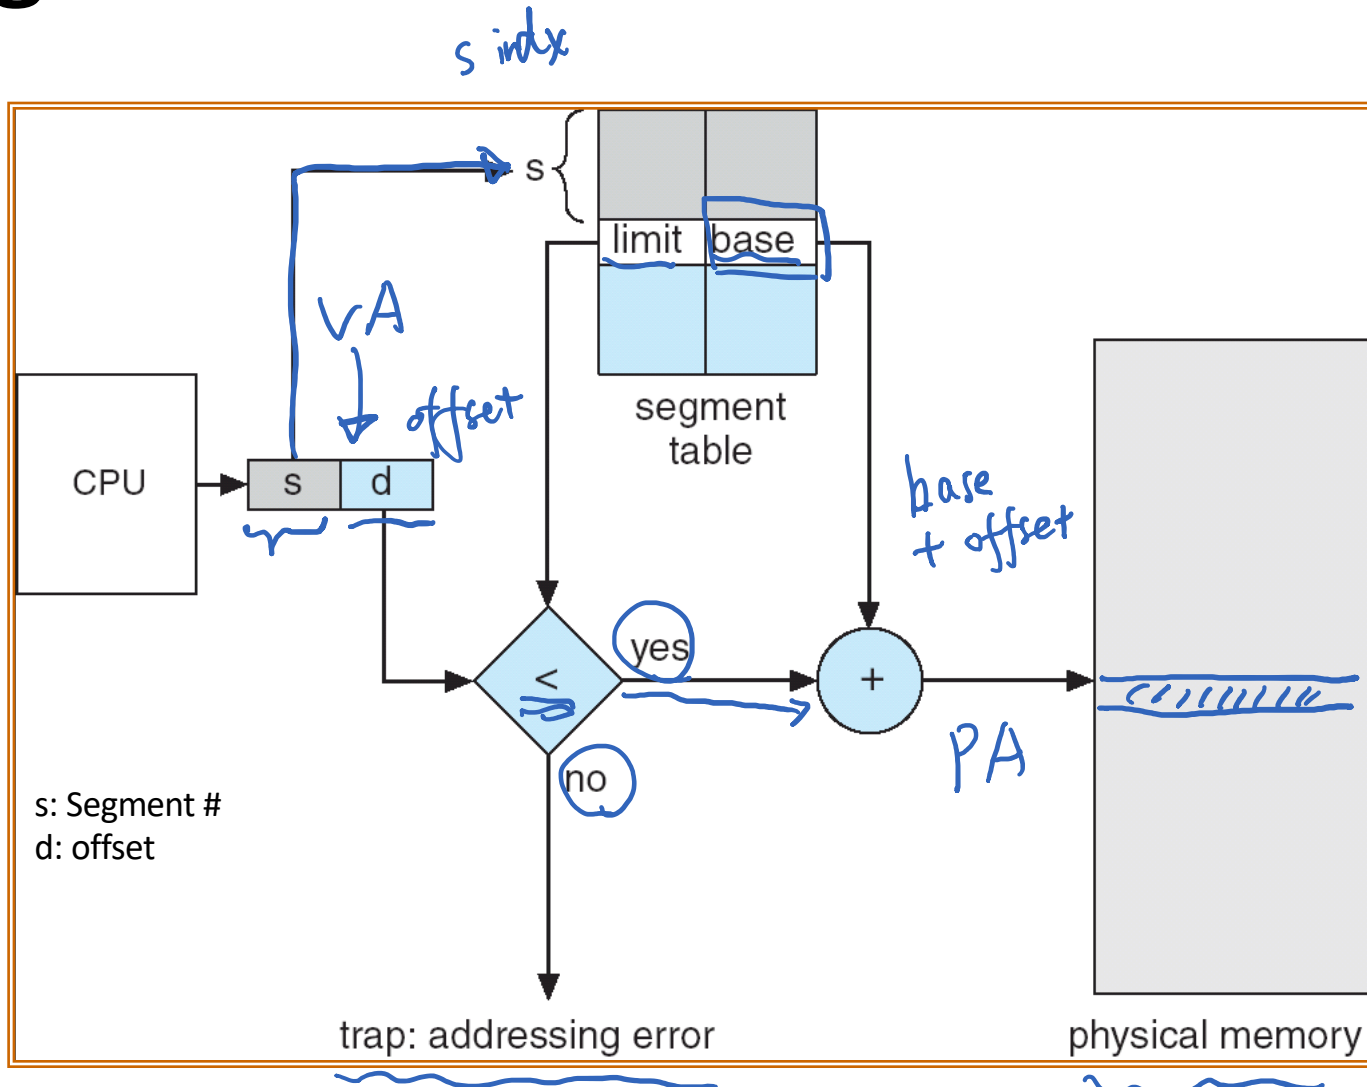 s indx
s
limit base
VA
offset
segment
table
CPU
s d
base
+ offset
yes
<
+
PA
no
s: Segment #
d: offset
trap: addressing error
physical memory